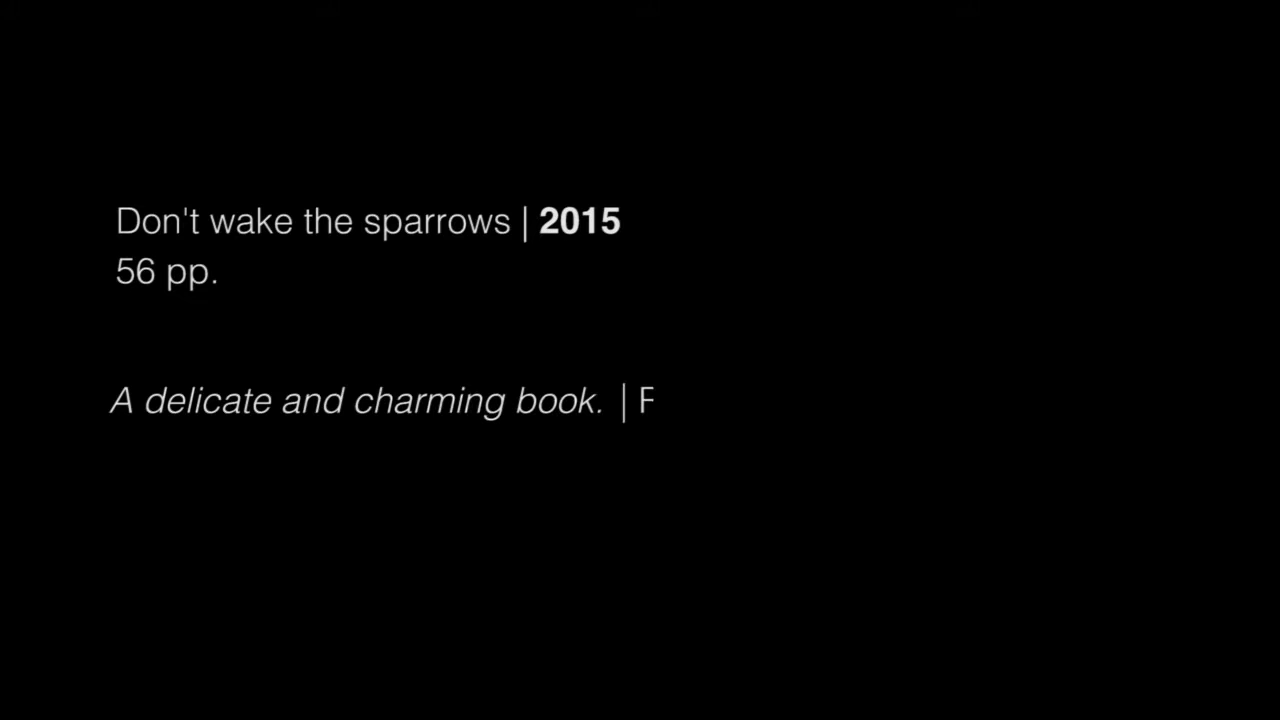 Don't wake the sparrows | 2015
56 pp.
A delicate and charming book. | F